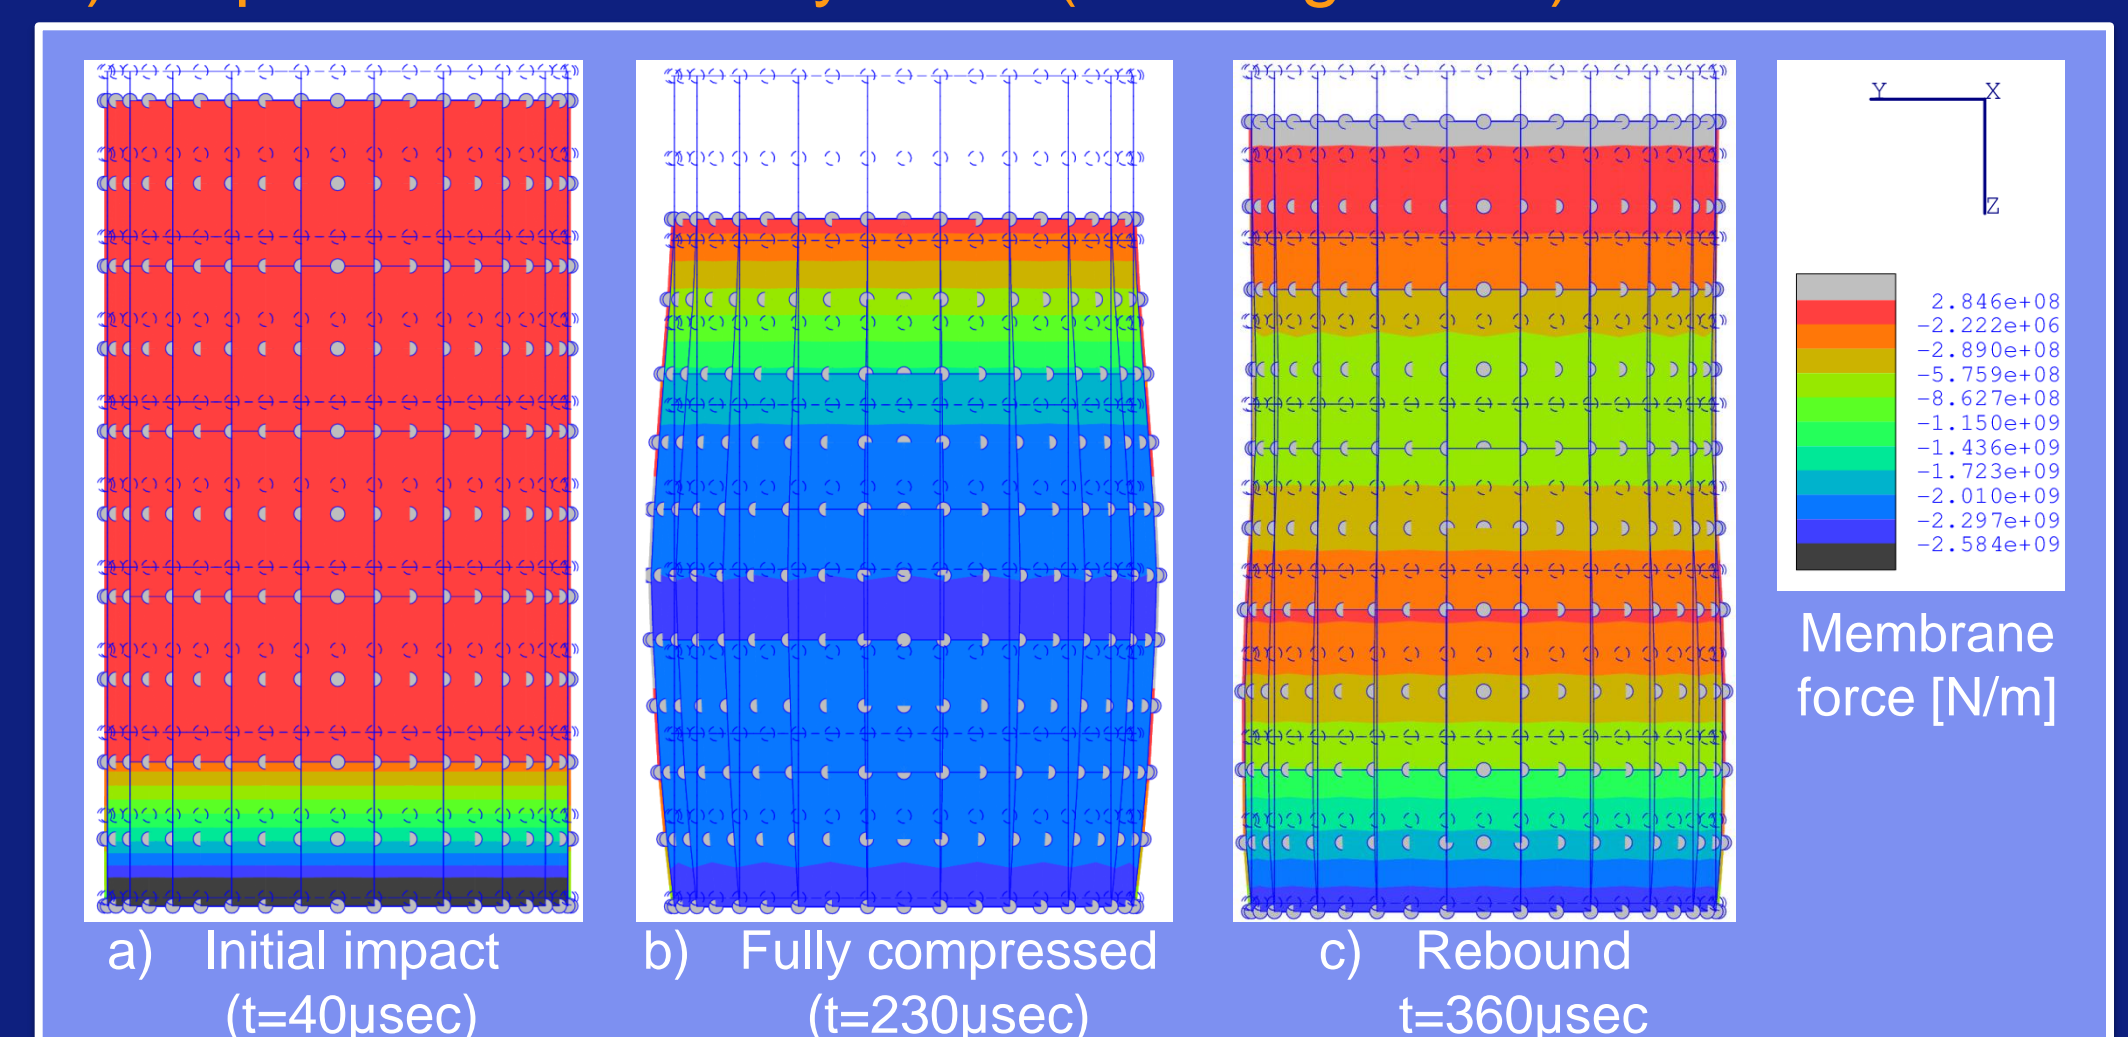 Y X
Z
2.846e+08
-2.222e+06
-2.890e+08
-5.759e+08
-8.627e+08
-1.150e+09
-1.436e+09
-1.723e+09
-2.010e+09
-2.297e+09
-2.584e+09
Membrane
force [N/m]
a) Initial impact
(t=40µsec)
b) Fully compressed
(t=230µsec)
c) Rebound
t=360µsec